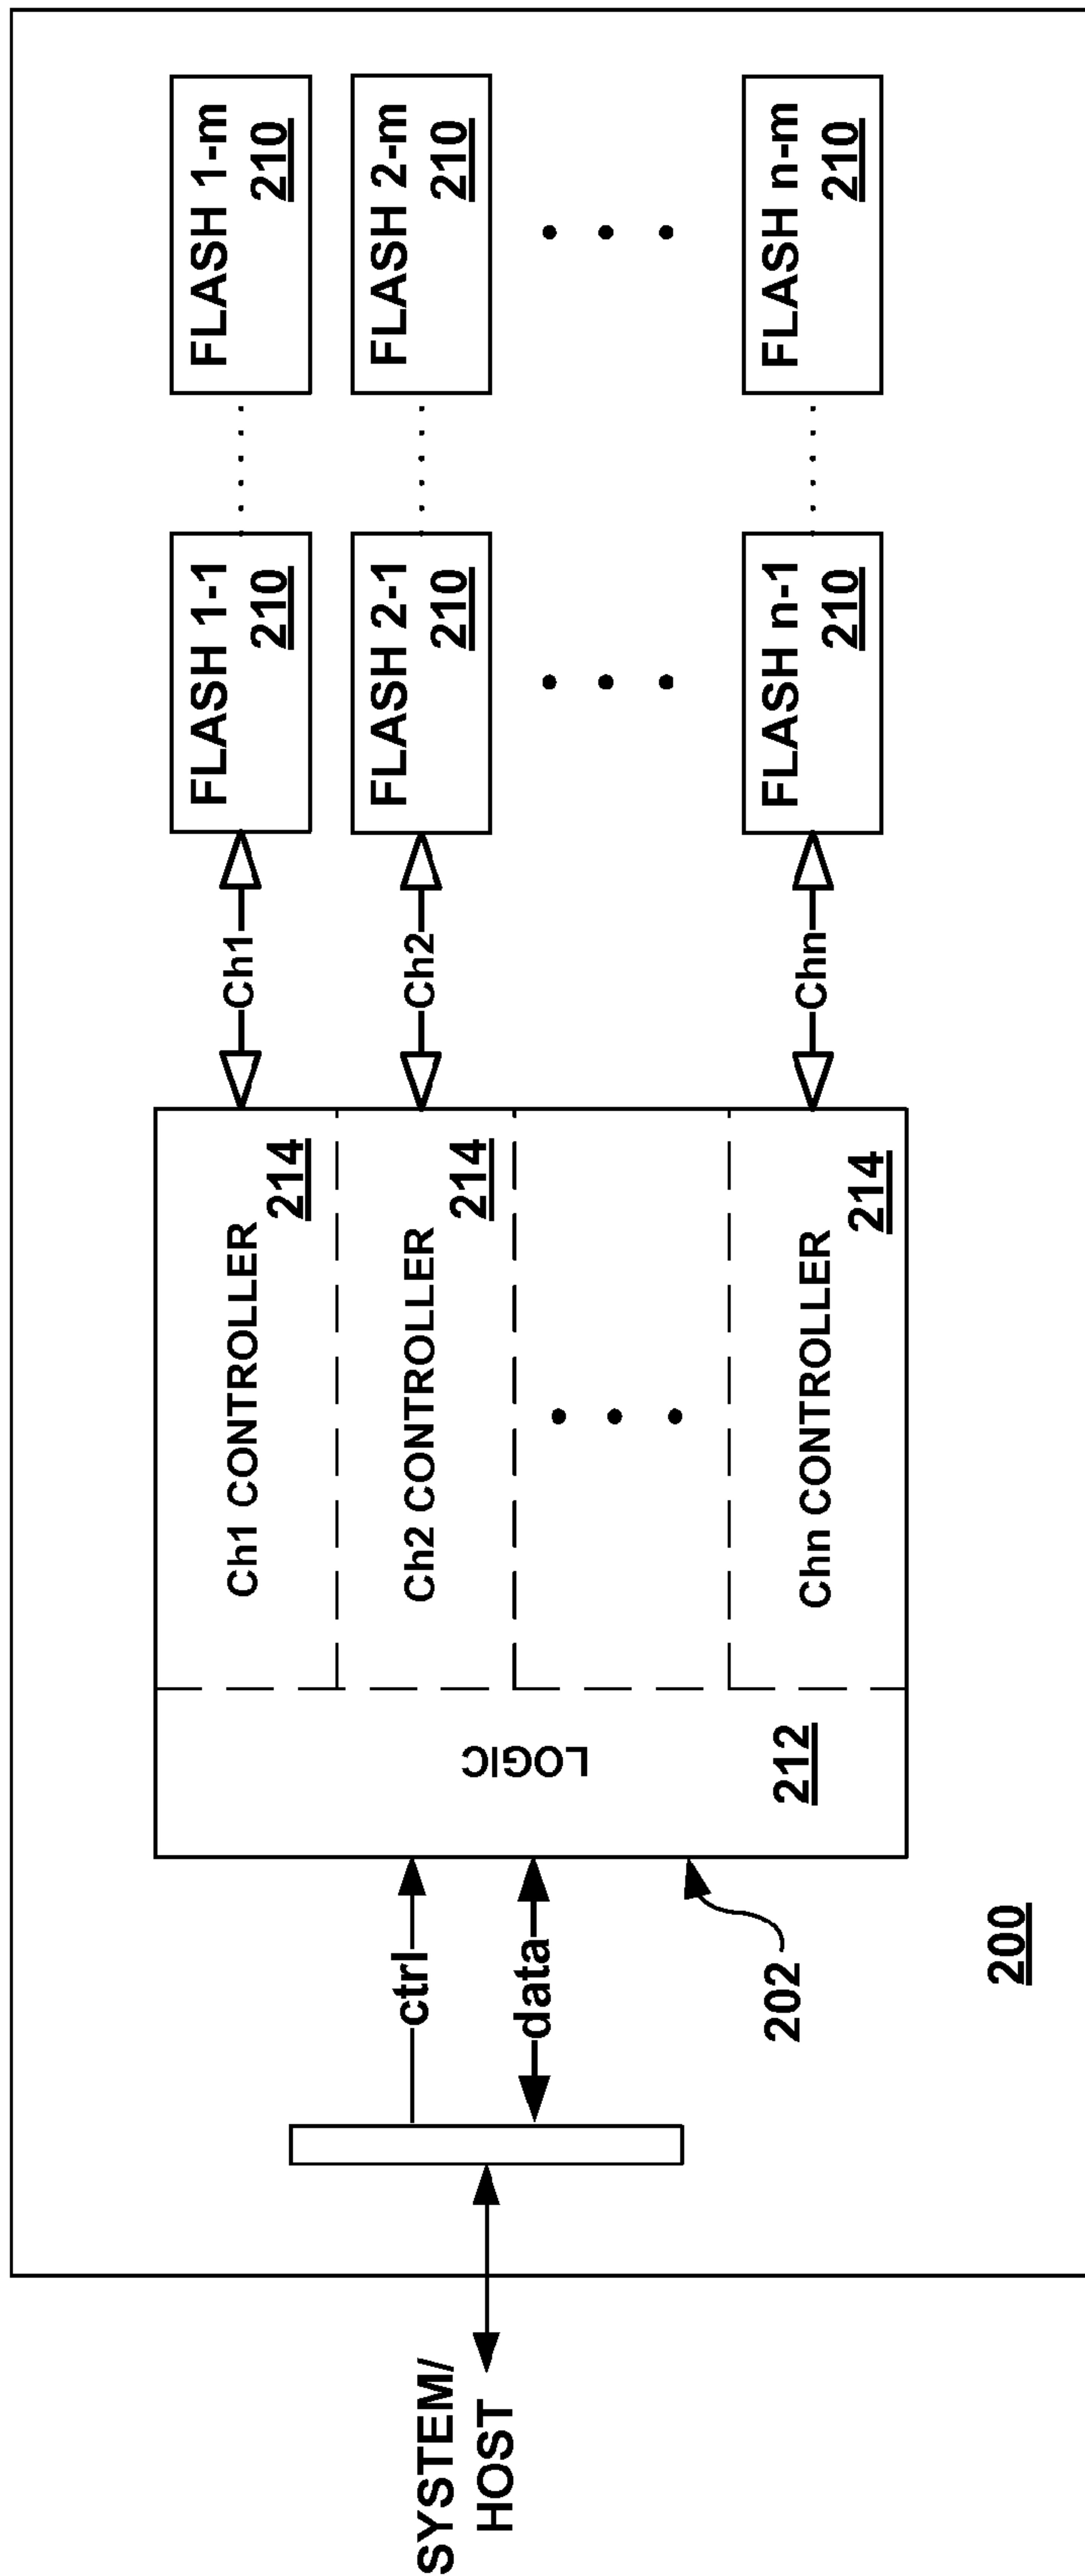 SYSTEM/
HOST
ctrl
data
202
200
LOGIC
212
Ch1 CONTROLLER
214
Ch2 CONTROLLER
214
Chn CONTROLLER
214
Ch1
Ch2
Chn
FLASH 1-1
210
FLASH 1-m
210
FLASH 2-1
210
FLASH 2-m
210
FLASH n-1
210
FLASH n-m
210